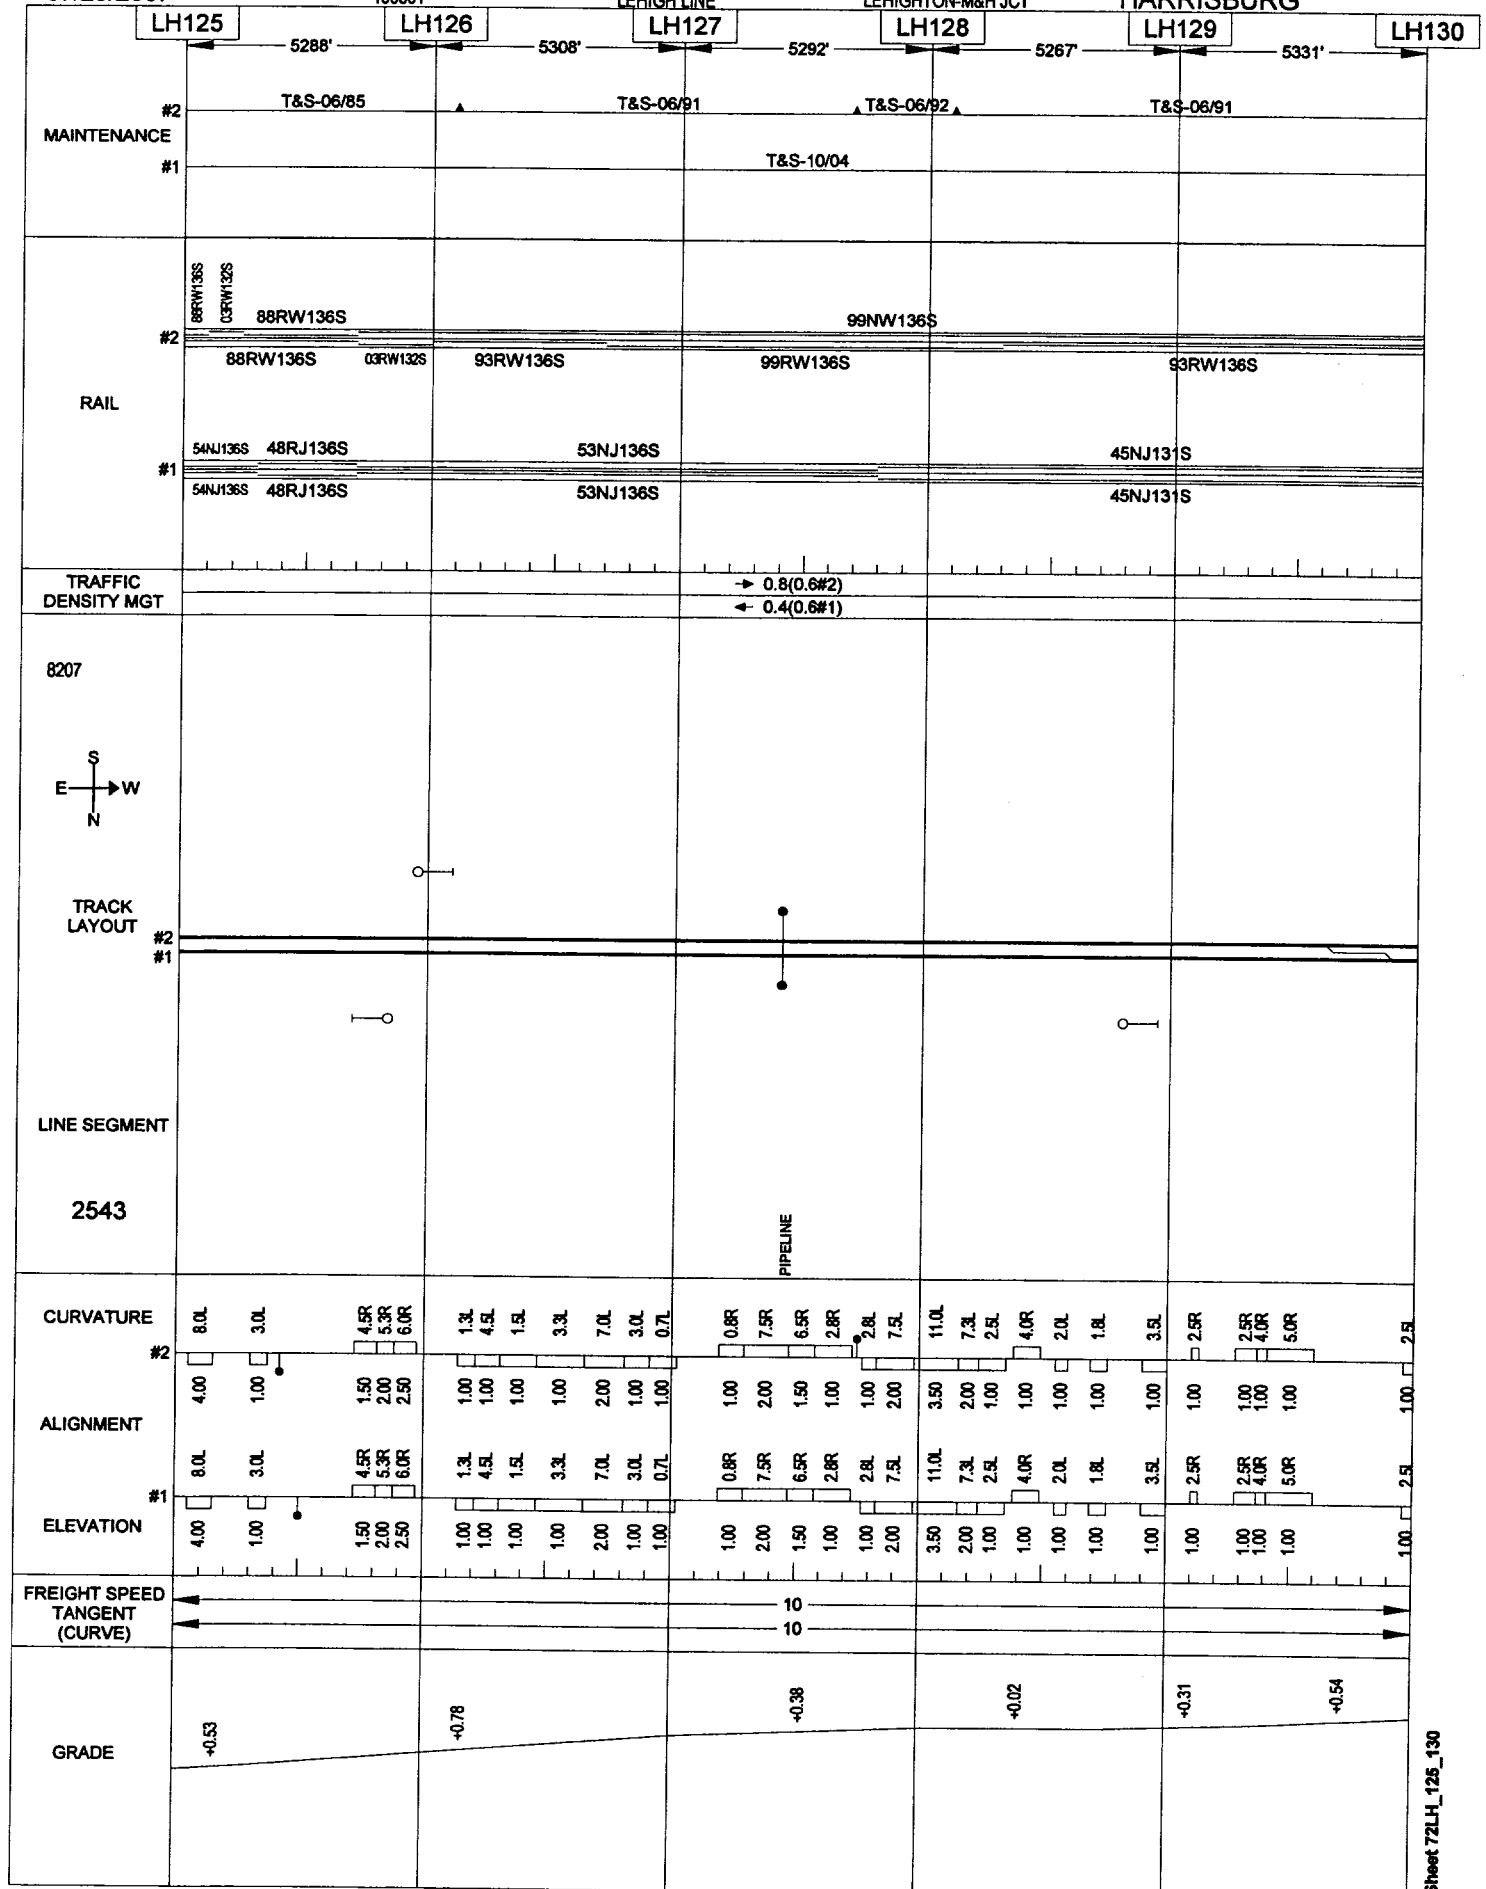 LEHIGH LINE LEHIGHTON-M&H JCT HARRISBURG
LH125 LH126 LH127 LH128 LH129 LH130
5288' 5308' 5292' 5267' 5331'
MAINTENANCE
#2 T&S-06/85 T&S-06/91 T&S-06/92 T&S-06/91
#1 T&S-10/04
RAIL
88RW136S 03RW132S
88RW136S 99NW136S
#2
88RW136S 03RW132S 93RW136S 99RW136S 93RW136S
54NJ136S 48RJ136S 53NJ136S 45NJ131S
#1
54NJ136S 48RJ136S 53NJ136S 45NJ131S
TRAFFIC
DENSITY MGT
0.8(0.6#2)
0.4(0.6#1)
8207
S
E W
N
TRACK
LAYOUT
#2
#1
LINE SEGMENT
2543
PIPELINE
CURVATURE
8.0L 3.0L 4.5R 5.3R 6.0R 1.3L 4.5L 1.5L 3.3L 7.0L 3.0L 0.7L 0.8R 7.5R 6.5R 2.8R 2.8L 7.5L 11.0L 7.3L 2.5L 4.0R 2.0L 1.8L 3.5L 2.5R 2.5R 4.0R 5.0R 2.5L
#2
4.00 1.00 1.50 2.00 2.50 1.00 1.00 1.00 1.00 2.00 1.00 1.00 1.00 2.00 1.50 1.00 1.00 2.00 3.50 2.00 1.00 1.00 1.00 1.00 1.00 1.00 1.00 1.00 1.00 1.00
ALIGNMENT
8.0L 3.0L 4.5R 5.3R 6.0R 1.3L 4.5L 1.5L 3.3L 7.0L 3.0L 0.7L 0.8R 7.5R 6.5R 2.8R 2.8L 7.5L 11.0L 7.3L 2.5L 4.0R 2.0L 1.8L 3.5L 2.5R 2.5R 4.0R 5.0R 2.5L
#1
ELEVATION
4.00 1.00 1.50 2.00 2.50 1.00 1.00 1.00 1.00 2.00 1.00 1.00 1.00 2.00 1.50 1.00 1.00 2.00 3.50 2.00 1.00 1.00 1.00 1.00 1.00 1.00 1.00 1.00 1.00 1.00
FREIGHT SPEED
TANGENT
(CURVE)
10
10
GRADE
+0.53 +0.78 +0.38 +0.02 +0.31 +0.54
Sheet 72LH_125_130